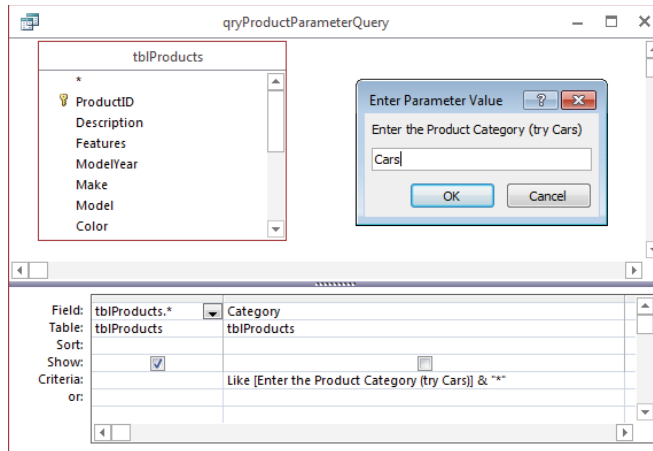 qryProductParameterQuery
tblProducts
*
ProductID
Description
Features
ModelYear
Make
Model
Color
Enter Parameter Value
?
Enter the Product Category (try Cars)
Cars
OK Cancel
Field: tblProducts.* Category
Table: tblProducts tblProducts
Sort:
Show:
Criteria: Like [Enter the Product Category (try Cars)] & "*"
or: